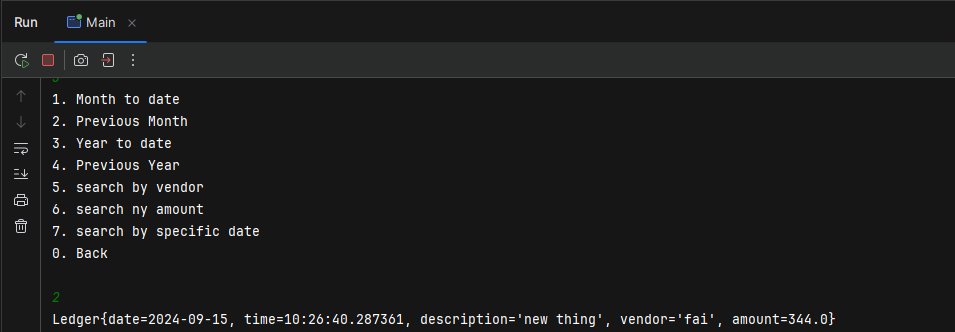 Run Main
1. Month to date
2. Previous Month
3. Year to date
4. Previous Year
5. search by vendor
6. search ny amount
7. search by specific date
0. Back
2
Ledger{date=2024-09-15, time=10:26:40.287361, description='new thing', vendor='fai', amount=344.0}